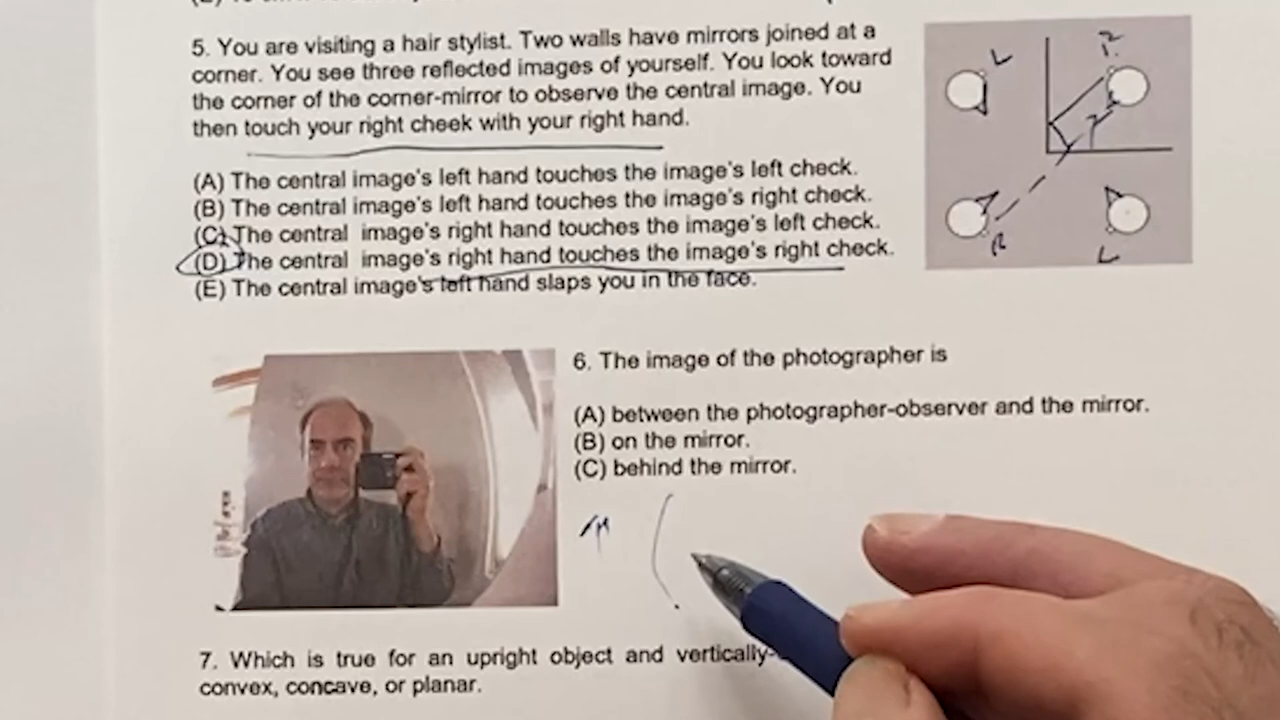 5. You are visiting a hair stylist. Two walls have mirrors joined at a
corner. You see three reflected images of yourself. You look toward
the corner of the corner-mirror to observe the central image. You
then touch your right cheek with your right hand.
(A) The central image's left hand touches the image's left check.
(B) The central image's left hand touches the image's right check.
(C) The central image's right hand touches the image's left check.
(D) The central image's right hand touches the image's right check.
(E) The central image's left hand slaps you in the face.
L
R
R
L
6. The image of the photographer is
(A) between the photographer-observer and the mirror.
(B) on the mirror.
(C) behind the mirror.
7. Which is true for an upright object and vertically-
convex, concave, or planar.